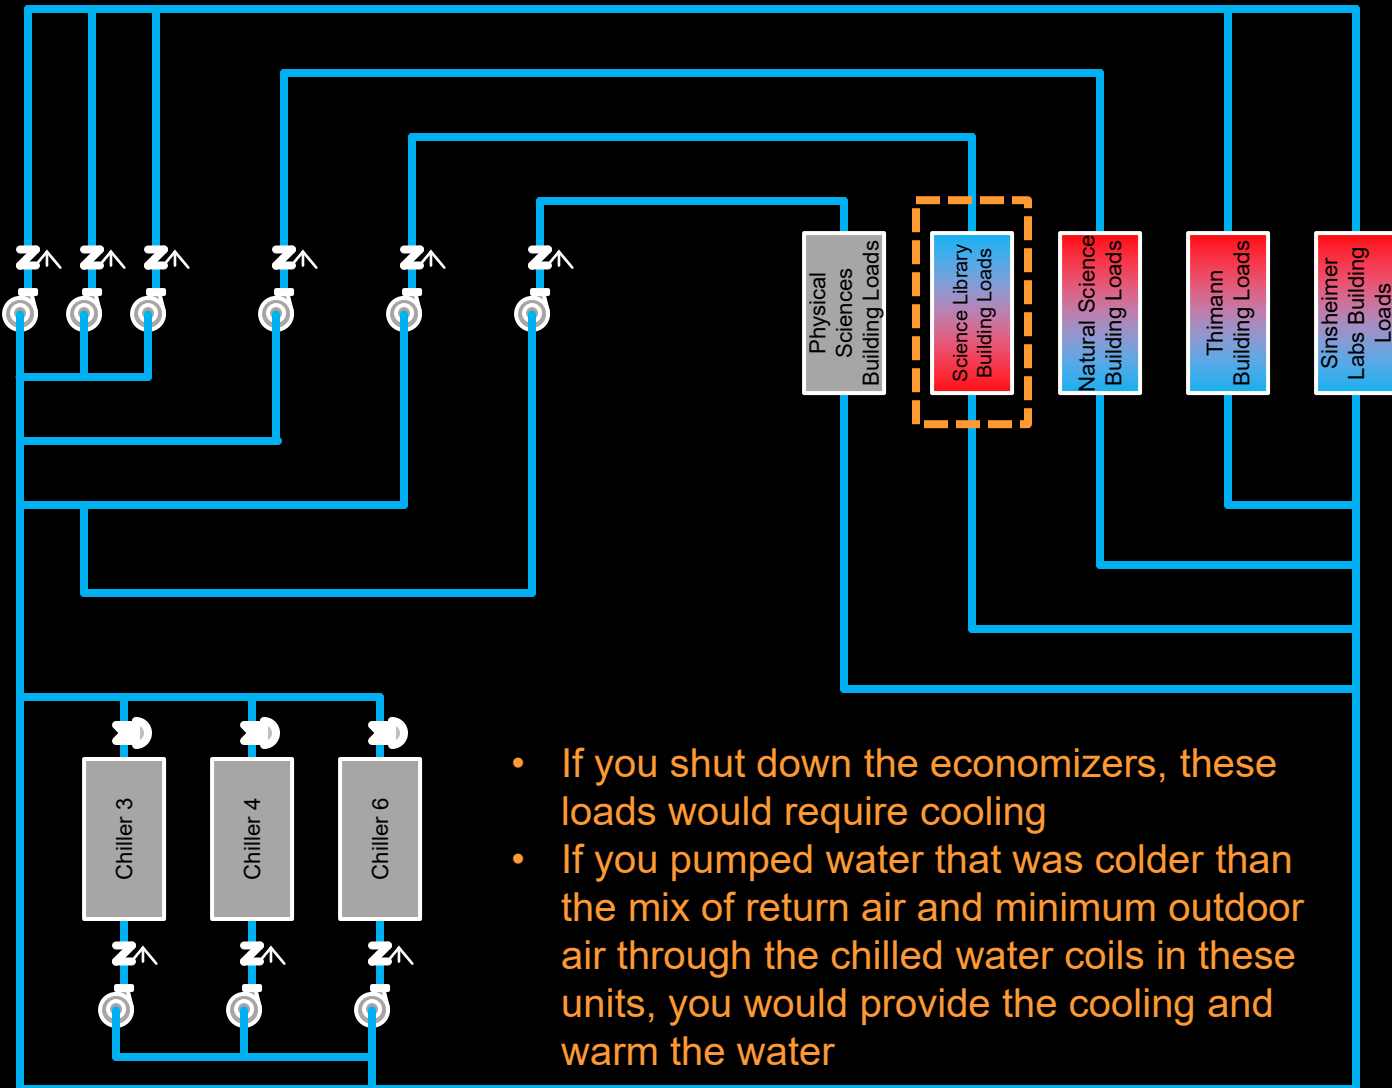 Physical
Sciences
Building Loads
Science Library
Building Loads
Natural Science
Building Loads
Thimann
Building Loads
Sinsheimer
Labs Building
Loads
Chiller 3
Chiller 4
Chiller 6
• If you shut down the economizers, these
loads would require cooling
• If you pumped water that was colder than
the mix of return air and minimum outdoor
air through the chilled water coils in these
units, you would provide the cooling and
warm the water